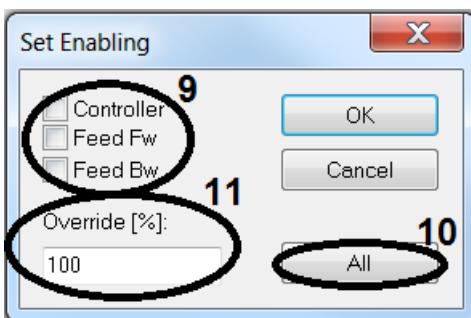 Set Enabling
X
Controller 9
Feed Fw
Feed Bw
OK
Cancel
11
Override [%]:
100
10
All